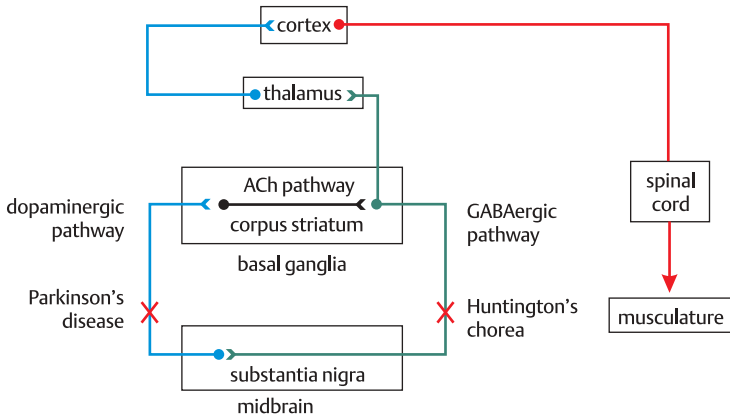 cortex
thalamus
ACh pathway
corpus striatum
basal ganglia
dopaminergic
pathway
GABAergic
pathway
spinal
cord
Parkinson's
disease
Huntington's
chorea
musculature
substantia nigra
midbrain